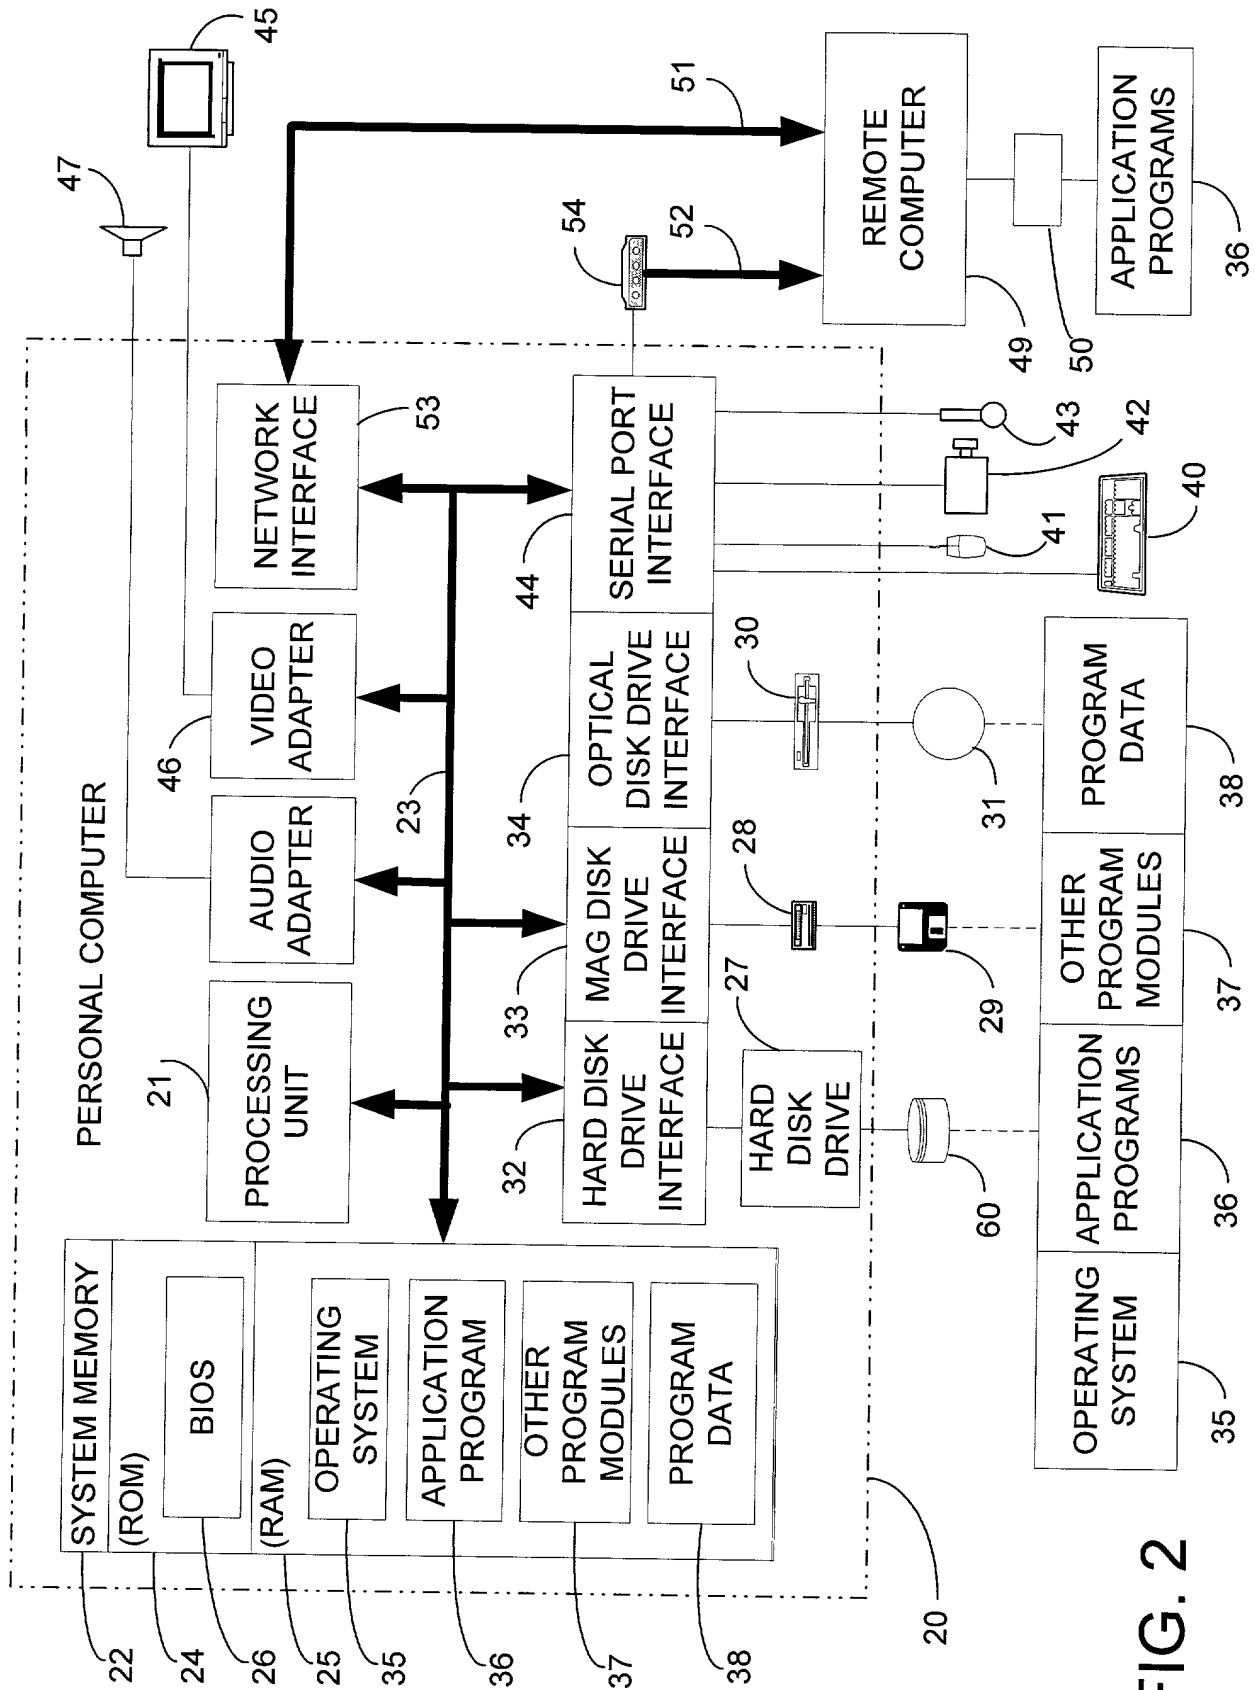 PERSONAL COMPUTER
47
45
SYSTEM MEMORY
22
(ROM)
24
BIOS
26
(RAM)
25
OPERATING
SYSTEM
35
APPLICATION
PROGRAM
36
OTHER
PROGRAM
MODULES
37
PROGRAM
DATA
38
21
PROCESSING
UNIT
AUDIO
ADAPTER
46
VIDEO
ADAPTER
NETWORK
INTERFACE
53
23
32
HARD DISK
DRIVE
INTERFACE
33
MAG DISK
DRIVE
INTERFACE
34
OPTICAL
DISK DRIVE
INTERFACE
44
SERIAL PORT
INTERFACE
54
52
51
HARD
DISK
DRIVE
27
28
30
20
60
29
31
41
42
43
40
REMOTE
COMPUTER
49
50
APPLICATION
PROGRAMS
36
OPERATING
SYSTEM
35
APPLICATION
PROGRAMS
36
OTHER
PROGRAM
MODULES
37
PROGRAM
DATA
38
FIG. 2